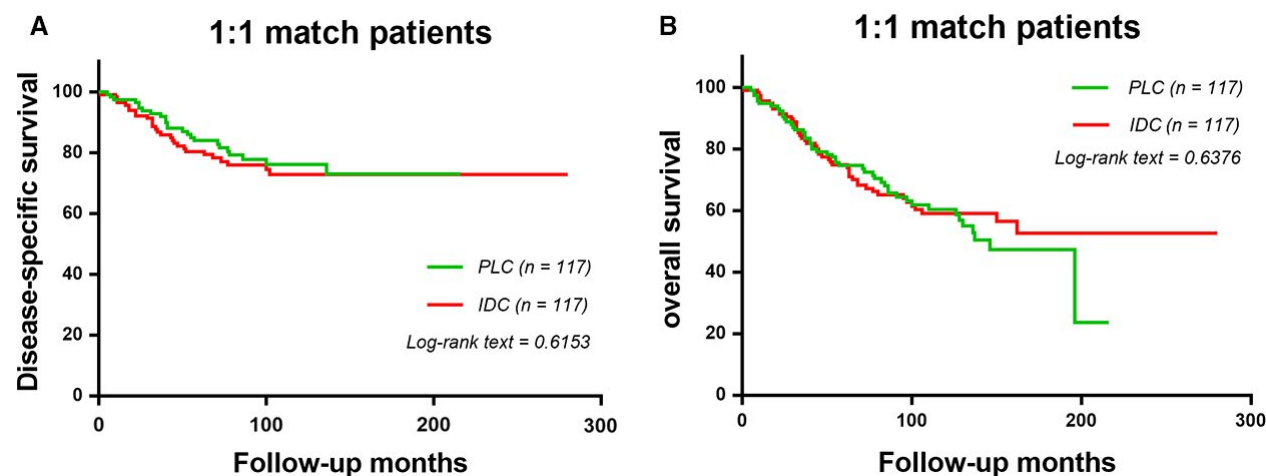 A
1:1 match patients
Disease-specific survival
100
80
60
40
20
0
PLC (n = 117)
IDC (n = 117)
Log-rank text = 0.6153
0 100 200 300
Follow-up months
B
1:1 match patients
overall survival
100
80
60
40
20
0
PLC (n = 117)
IDC (n = 117)
Log-rank text = 0.6376
0 100 200 300
Follow-up months